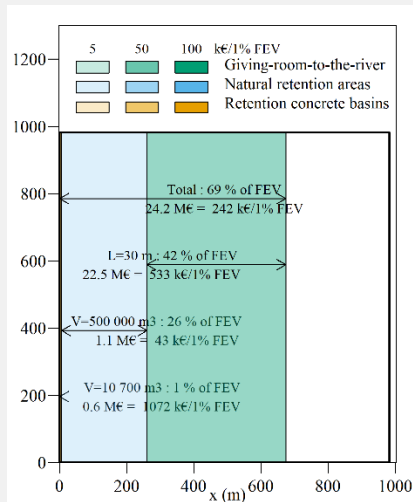 1200
5 50 100 k€/1% FEV
Giving-room-to-the-river
Natural retention areas
Retention concrete basins
1000
800
Total : 69 % of FEV
24.2 M€ = 242 k€/1% FEV
600
L=30 m : 42 % of FEV
22.5 M€ = 533 k€/1% FEV
400
V=500 000 m3 : 26 % of FEV
1.1 M€ = 43 k€/1% FEV
200
V=10 700 m3 : 1 % of FEV
0.6 M€ = 1072 k€/1% FEV
0
0 200 400 600 800 1000
x (m)